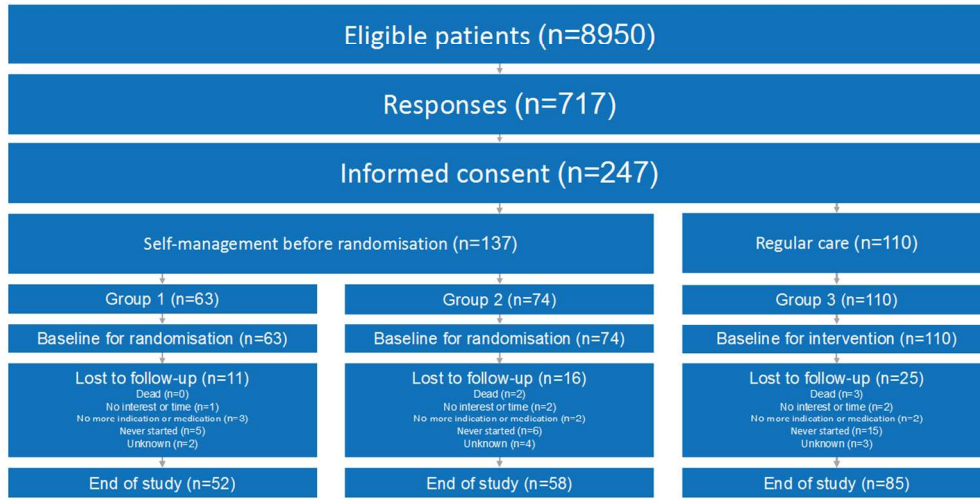 Eligible patients (n=8950)
Responses (n=717)
Informed consent (n=247)
Self-management before randomisation (n=137)
Regular care (n=110)
Group 1 (n=63)
Group 2 (n=74)
Group 3 (n=110)
Baseline for randomisation (n=63)
Baseline for randomisation (n=74)
Baseline for intervention (n=110)
Lost to follow-up (n=11)
Dead (n=0)
No interest or time (n=1)
No more indication or medication (n=3)
Never started (n=5)
Unknown (n=2)
Lost to follow-up (n=16)
Dead (n=2)
No interest or time (n=2)
No more indication or medication (n=2)
Never started (n=6)
Unknown (n=4)
Lost to follow-up (n=25)
Dead (n=3)
No interest or time (n=2)
No more indication or medication (n=2)
Never started (n=15)
Unknown (n=3)
End of study (n=52)
End of study (n=58)
End of study (n=85)